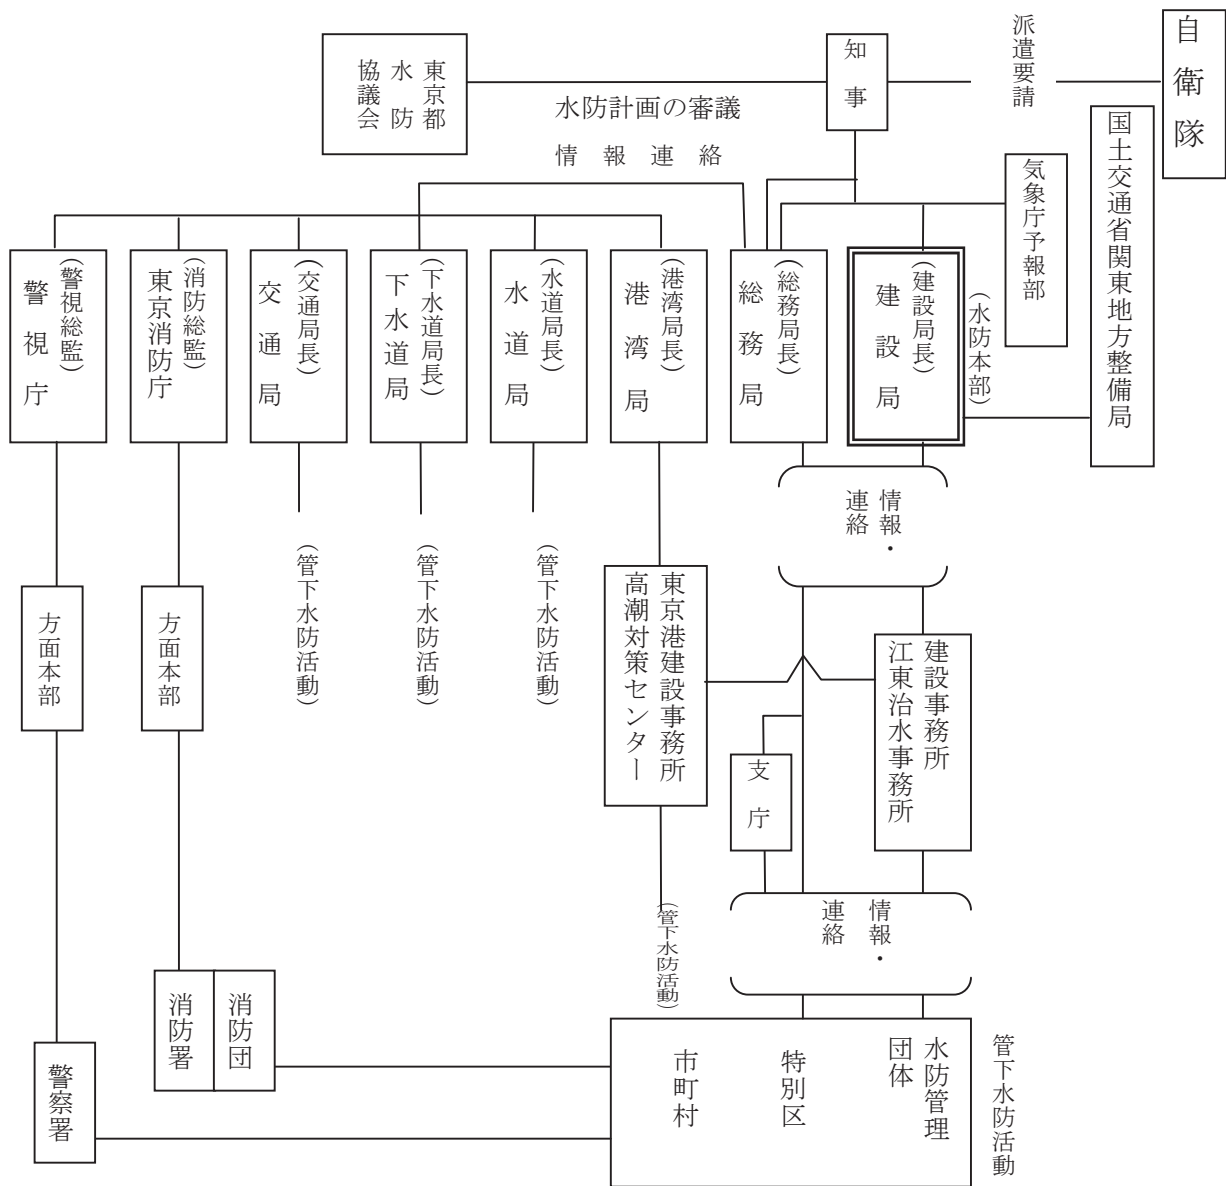 自衛隊
派遣要請
知事
東京都
水防
協議会
水防計画の審議
情報連絡
国土交通省関東地方整備局
気象庁予報部
(水防本部)
(建設局長)
建設局
(総務局長)
総務局
(港湾局長)
港湾局
(水道局長)
水道局
(下水道局長)
下水道局
(交通局長)
交通局
(消防総監)
東京消防庁
(警視総監)
警視庁
情報・
連絡
(管下水防活動)
(管下水防活動)
(管下水防活動)
東京港建設事務所
高潮対策センター
建設事務所
江東治水事務所
方面本部
方面本部
支庁
情報・
連絡
(管下水防活動)
消防団
消防署
警察署
水防管理
団体
特別区
市町村
管下水防活動